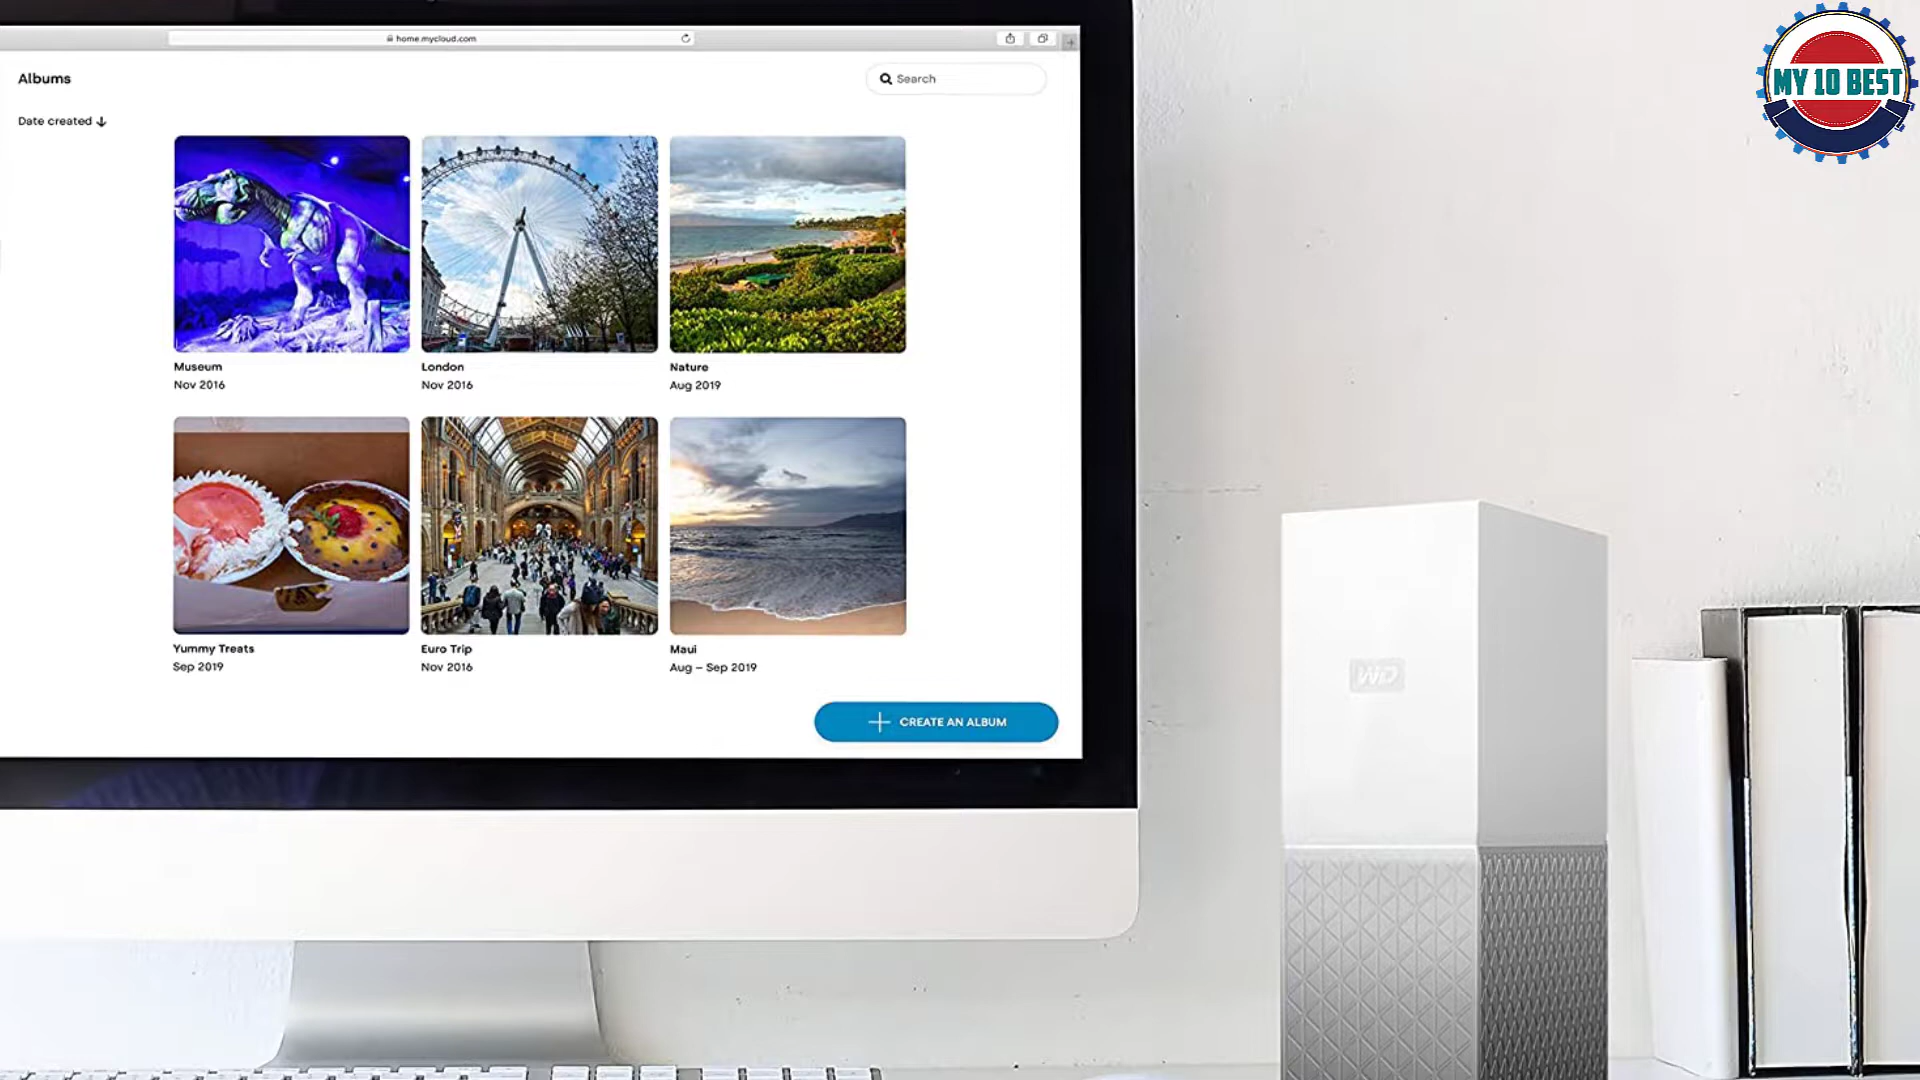 home.mycloud.com
Albums
Search
Date created
Museum
Nov 2016
London
Nov 2016
Nature
Aug 2019
Yummy Treats
Sep 2019
Euro Trip
Nov 2016
Maui
Aug – Sep 2019
CREATE AN ALBUM
WD
MY 10 BEST